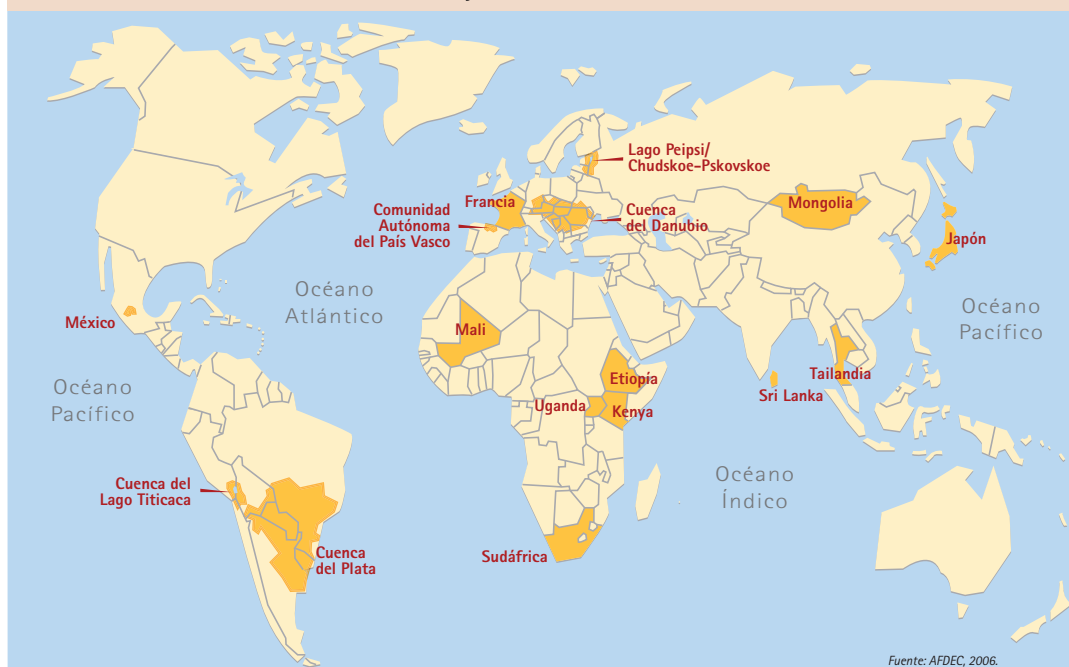 Lago Peipsi/
Chudskoe-Pskovskoe
Francia
Comunidad
Autónoma
del País Vasco
Cuenca
del Danubio
Mongolia
Japón
Océano
Atlántico
Océano
Pacífico
México
Mali
Etiopía
Tailandia
Sri Lanka
Océano
Pacífico
Uganda
Kenya
Océano
Índico
Cuenca del
Lago Titicaca
Cuenca
del Plata
Sudáfrica
Fuente: AFDEC, 2006.